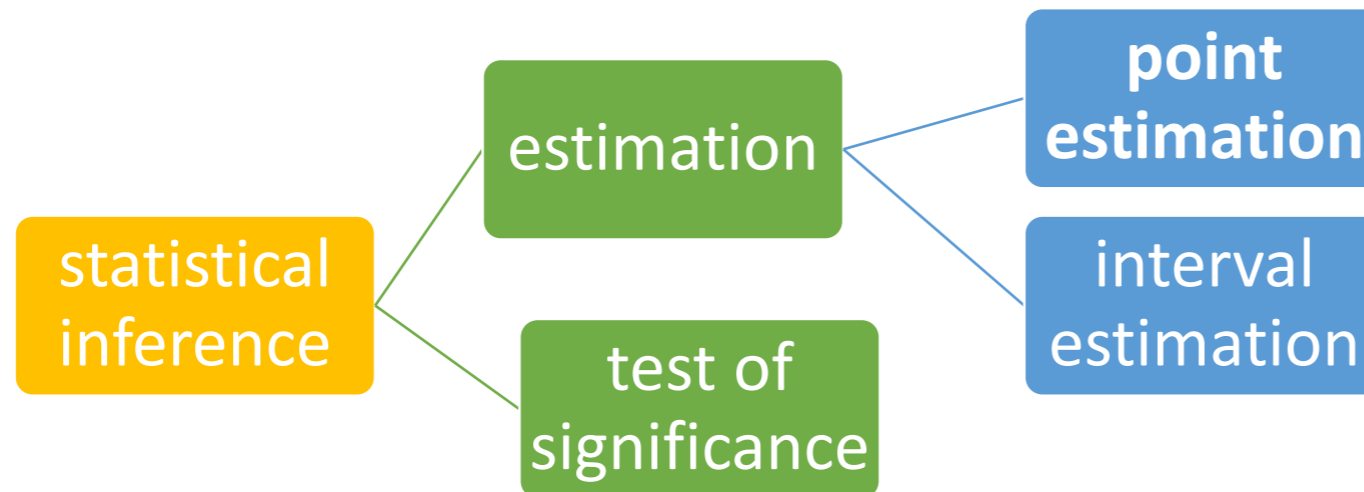 statistical
inference
estimation
test of
significance
point
estimation
interval
estimation